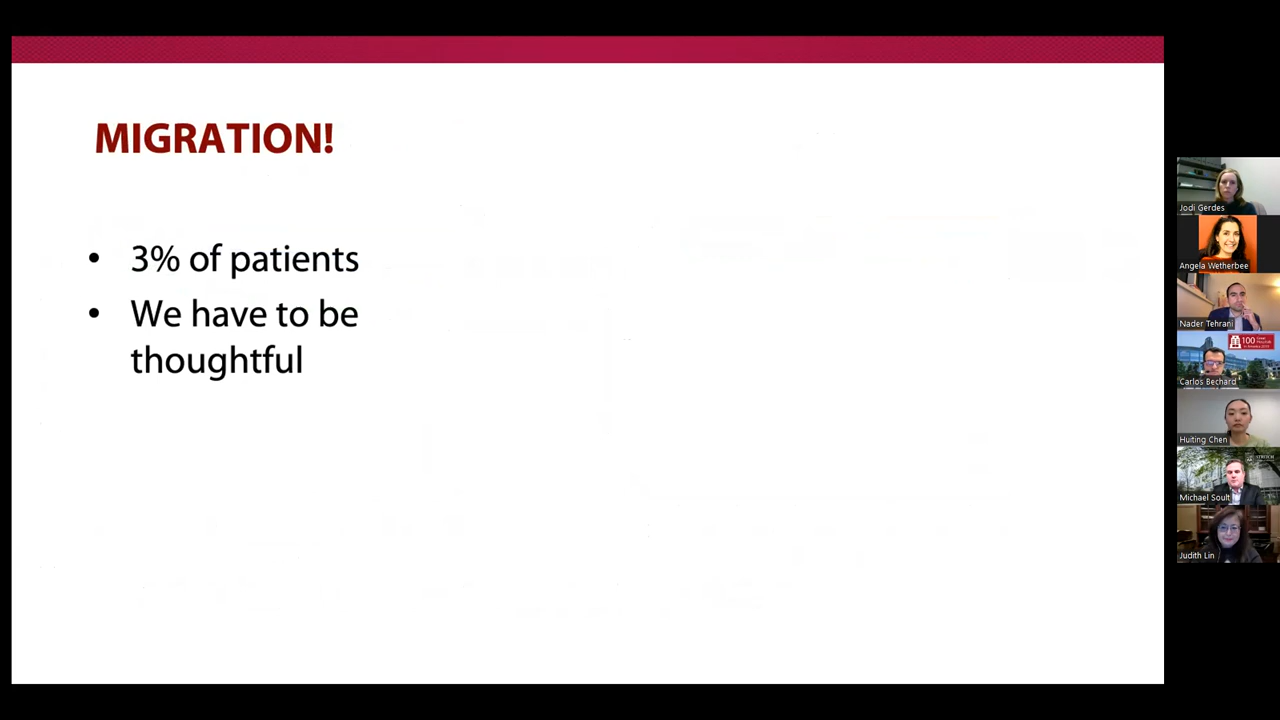 MIGRATION!
• 3% of patients
• We have to be
thoughtful
Jodi Gerdes
Angela Wetherbee
Nader Tehrani
100
Carlos Bechard
Huiting Chen
Michael Soult
Judith Lin